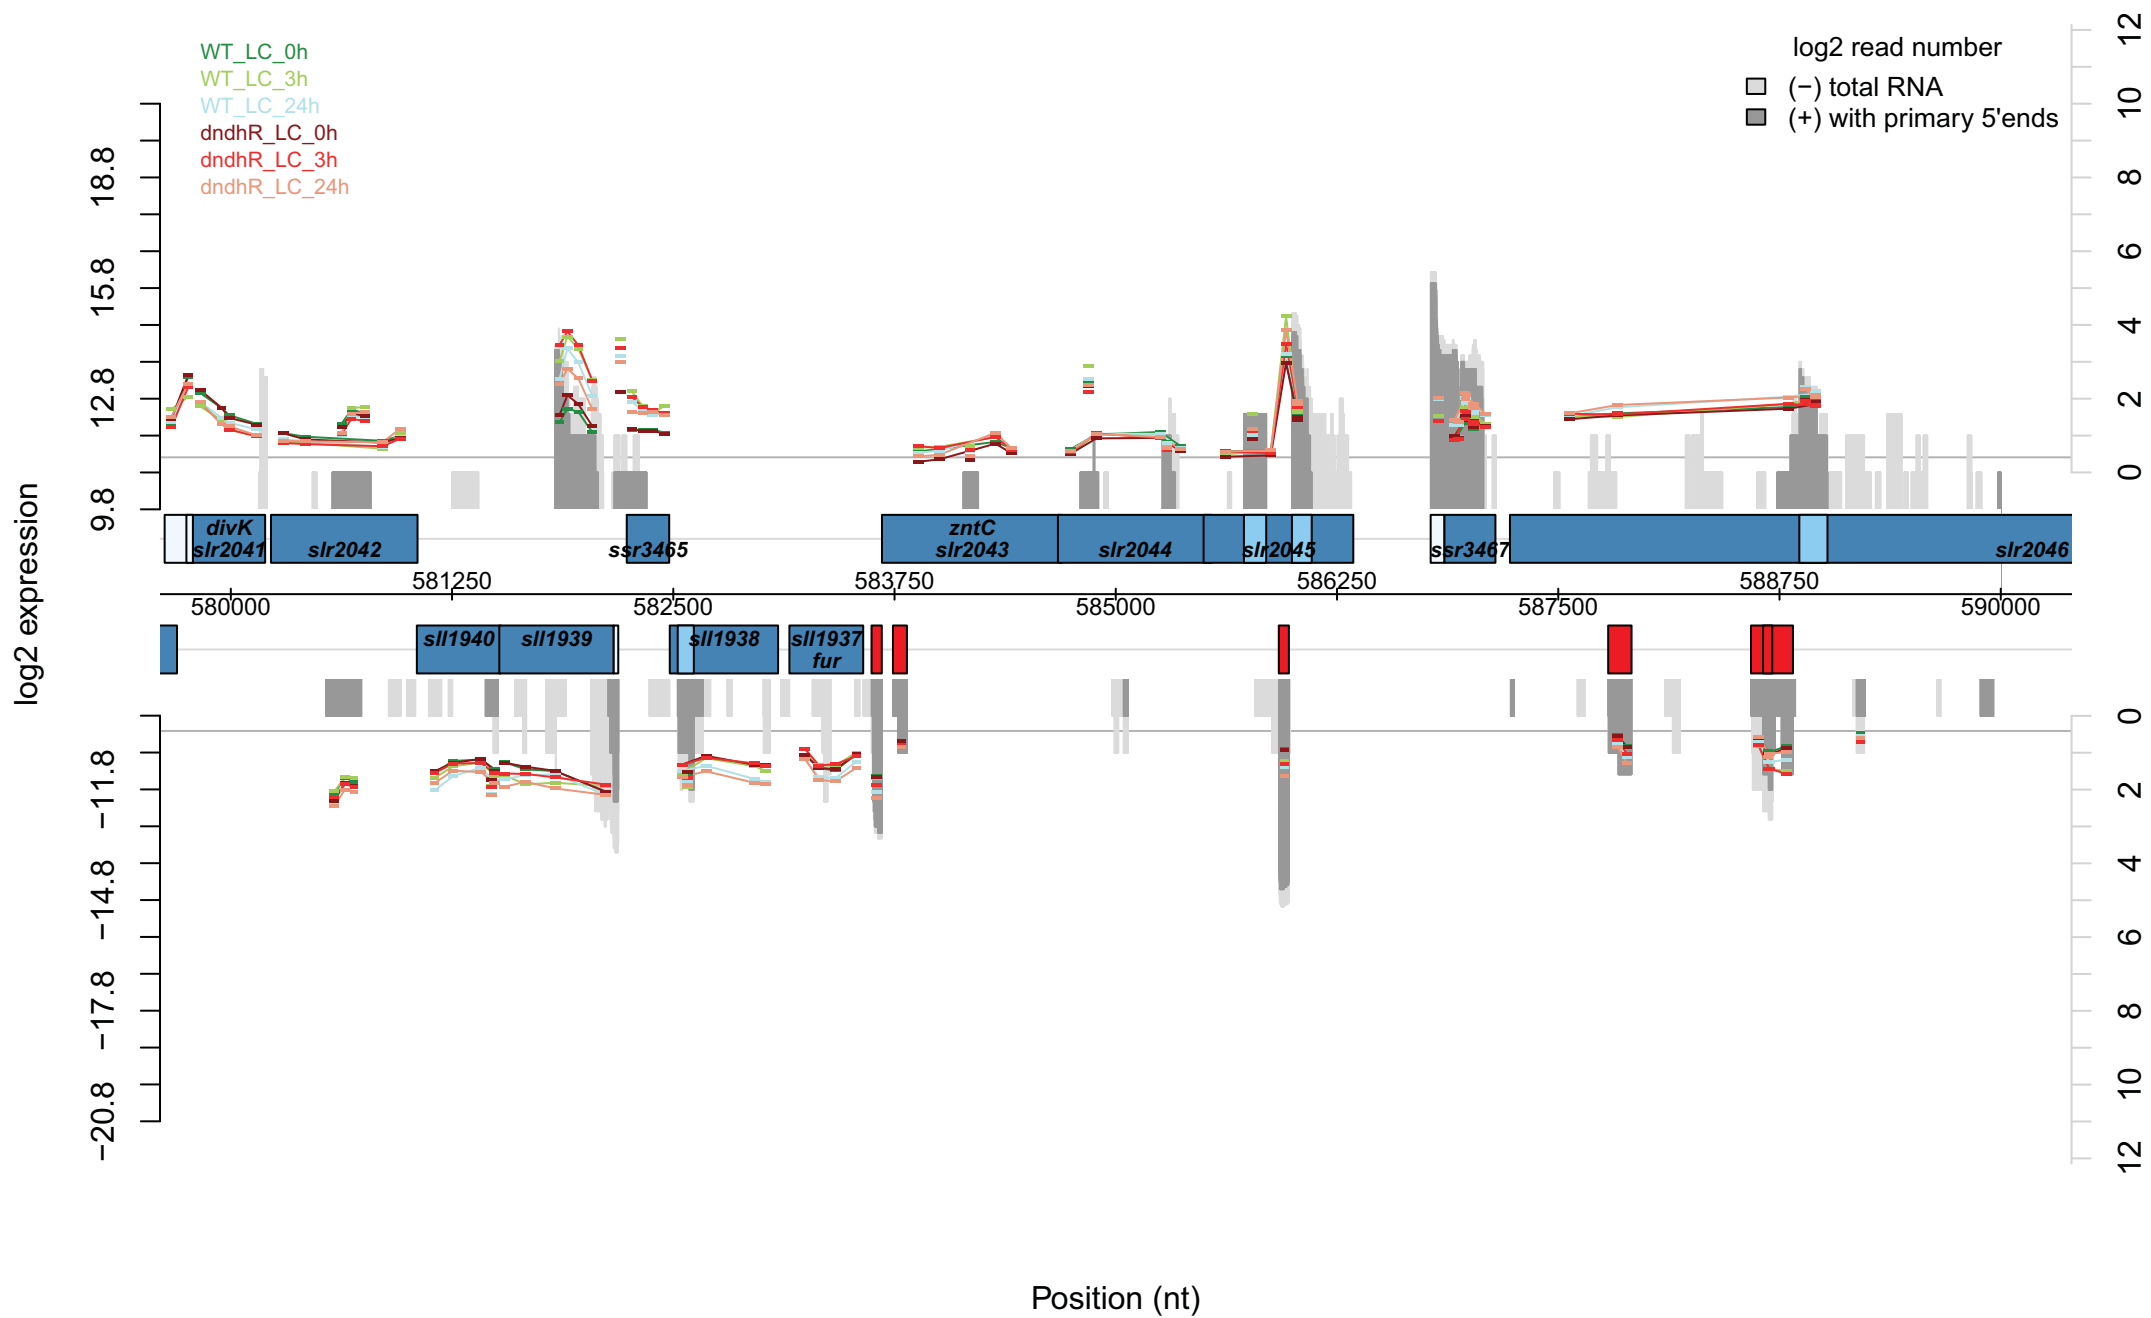 WT_LC_0h
WT_LC_3h
WT_LC_24h
dndhR_LC_0h
dndhR_LC_3h
dndhR_LC_24h
log2 read number
(−) total RNA
(+) with primary 5'ends
18.8
15.8
12.8
9.8
12
10
8
6
4
2
0
divK
slr2041
slr2042
ssr3465
zntC
slr2043
slr2044
slr2045
ssr3467
slr2046
581250
583750
586250
588750
580000
582500
585000
587500
590000
sll1940
sll1939
sll1938
sll1937
fur
log2 expression
−11.8
−14.8
−17.8
−20.8
0
2
4
6
8
10
12
Position (nt)